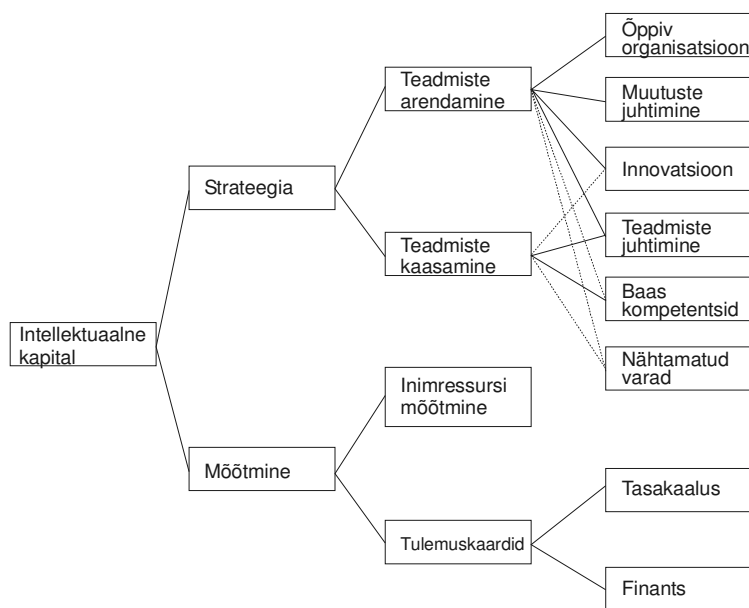 Intellektuaalne
kapital
Strateegia
Mõõtmine
Teadmiste
arendamine
Teadmiste
kaasamine
Inimressursi
mõõtmine
Tulemuskaardid
Õppiv
organisatsioon
Muutuste
juhtimine
Innovatsioon
Teadmiste
juhtimine
Baas
kompetentsid
Nähtamatud
varad
Tasakaalus
Finants